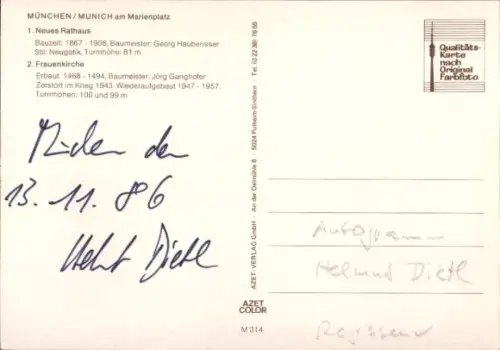 MÜNCHEN / MUNICH am Marienplatz
1. Neues Rathaus
Bauzeit: 1867 - 1908, Baumeister: Georg Hauberisser
Stil: Neugotik, Turmhöhe: 81 m
2. Frauenkirche
Erbaut 1468 - 1494, Baumeister: Jörg Ganghofer
Zerstört im Krieg 1943. Wiederaufgebaut 1947 - 1957.
Turmhöhen: 100 und 99 m
München den
13. 11. 86
Helmut Dietl
AZET-VERLAG GmbH · An der Oelmühle 8 · 5024 Pulheim-Sinthern · Tel. (0 22 38) 76 55
AZET
COLOR
M 314
Qualitäts-
Karte
nach
Original
Farbfoto
Autogramm
Helmut Dietl
Regisseur